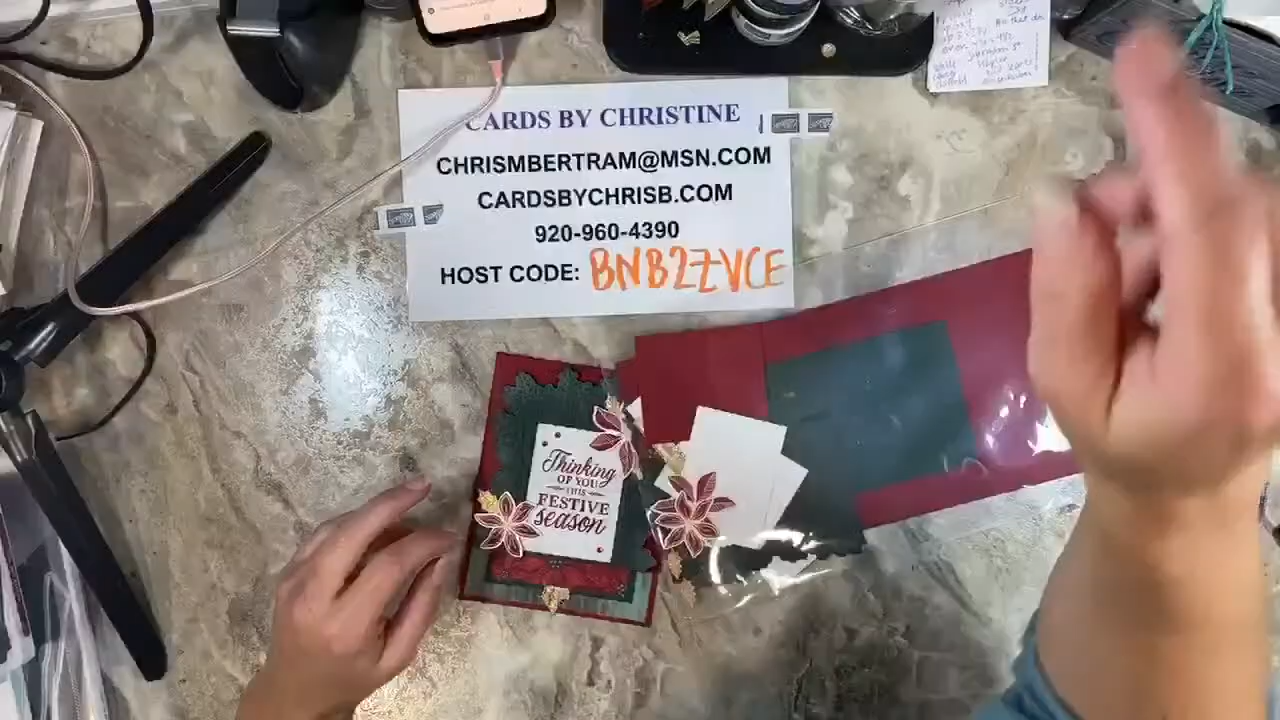 CARDS BY CHRISTINE
CHRISMBERTRAM@MSN.COM
CARDSBYCHRISB.COM
920-960-4390
HOST CODE: BNB2ZVCE
Thinking
OF YOU
THIS
FESTIVE
season